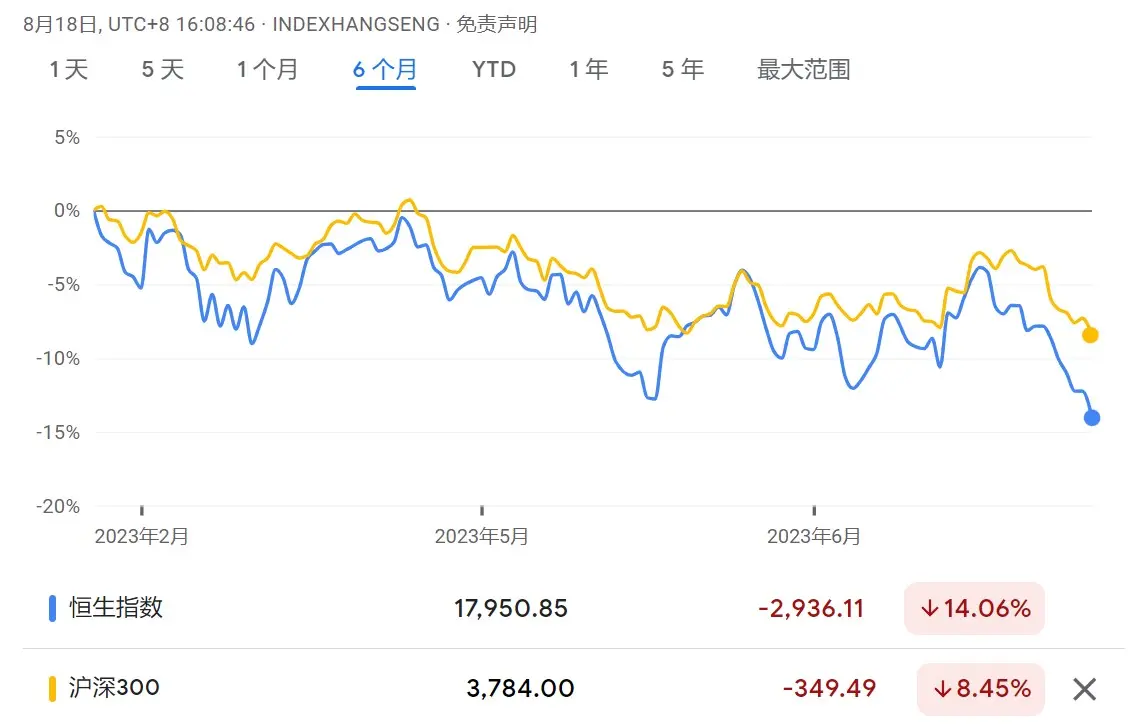 8月18日, UTC+8 16:08:46 · INDEXHANGSENG · 免责声明
1 天 5 天 1 个月 6 个月 YTD 1 年 5 年 最大范围
5%
0%
-5%
-10%
-15%
-20%
2023年2月 2023年5月 2023年6月
恒生指数 17,950.85 -2,936.11 ↓14.06%
沪深300 3,784.00 -349.49 ↓8.45%